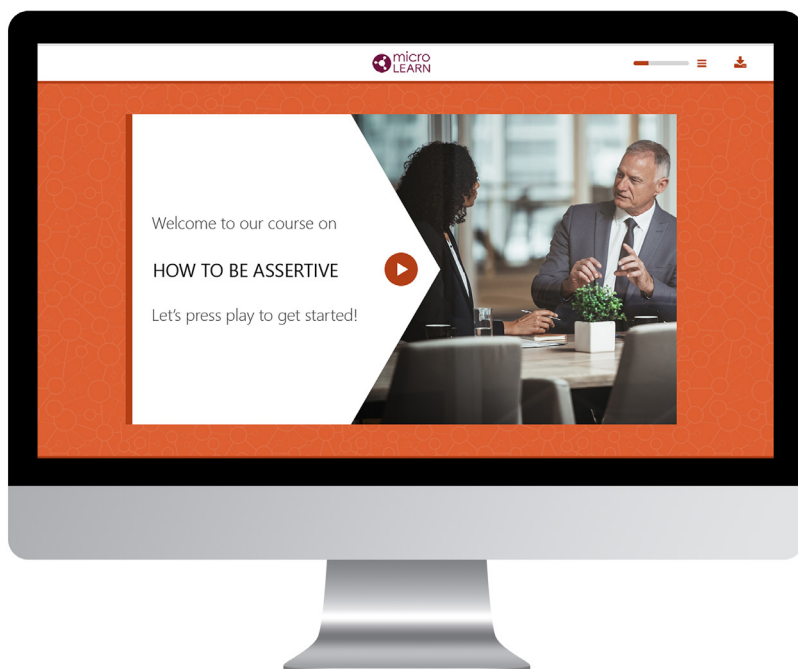 micro
LEARN
Welcome to our course on
HOW TO BE ASSERTIVE
Let's press play to get started!